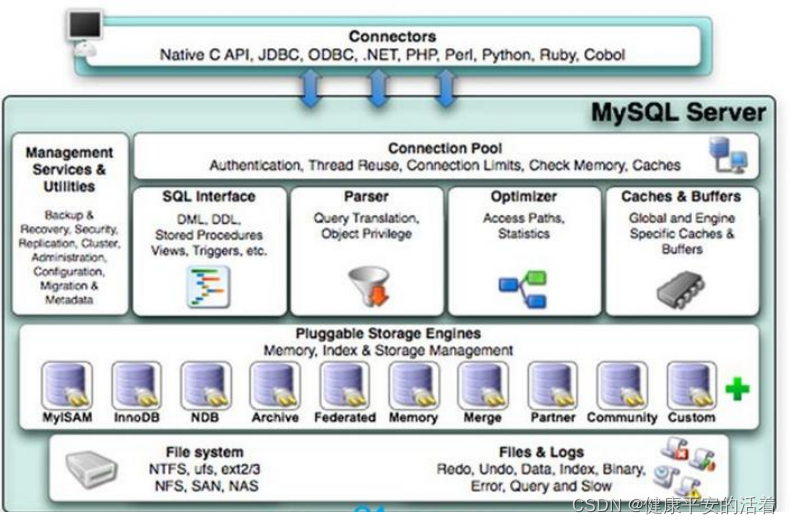 Connectors
Native C API, JDBC, ODBC, .NET, PHP, Perl, Python, Ruby, Cobol
MySQL Server
Management
Services &
Utilities
Backup &
Recovery, Security,
Replication, Cluster,
Administration,
Configuration,
Migration &
Metadata
Connection Pool
Authentication, Thread Reuse, Connection Limits, Check Memory, Caches
SQL Interface
DML, DDL,
Stored Procedures
Views, Triggers, etc.
Parser
Query Translation,
Object Privilege
Optimizer
Access Paths,
Statistics
Caches & Buffers
Global and Engine
Specific Caches &
Buffers
Pluggable Storage Engines
Memory, Index & Storage Management
MyISAM
InnoDB
NDB
Archive
Federated
Memory
Merge
Partner
Community
Custom
File system
NTFS, ufs, ext2/3
NFS, SAN, NAS
Files & Logs
Redo, Undo, Data, Index, Binary,
Error, Query and Slow
CSDN @健康平安的活着